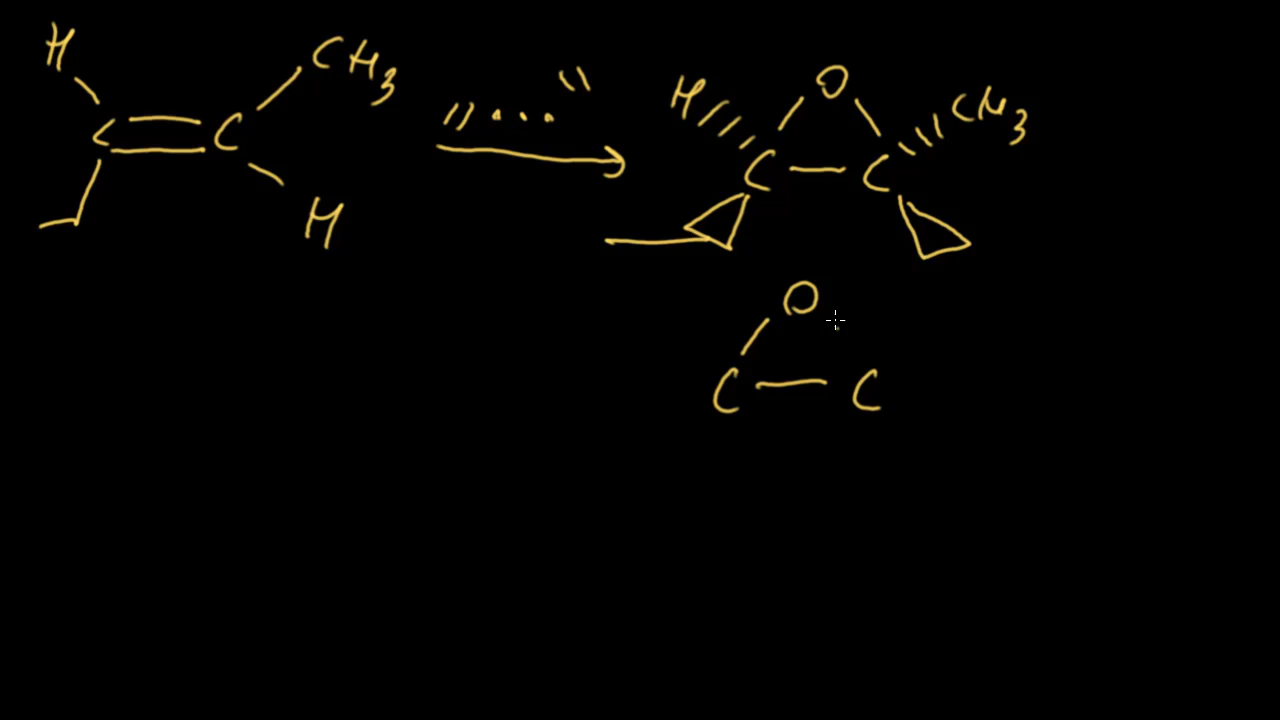 H CH3
C = C " ... " → H C — C O CH3
H
O
C — C